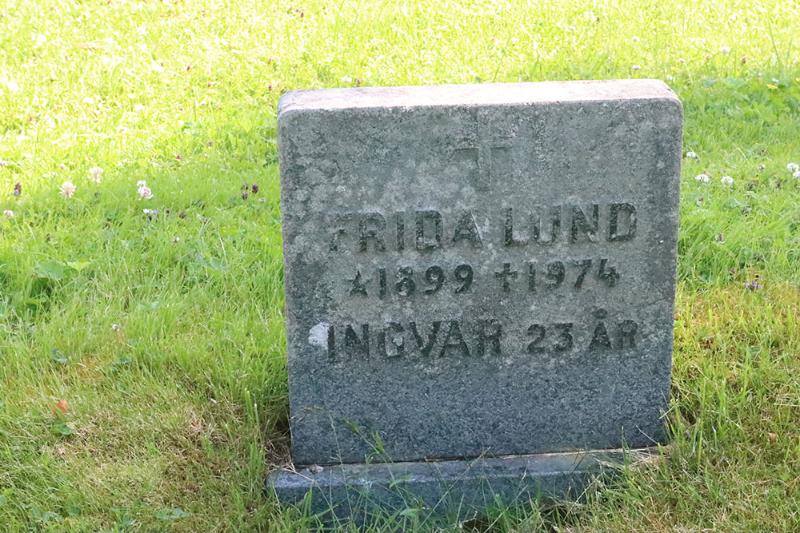 FRIDA LUND
☆1899 ✝1974
INGVAR 23 ÅR